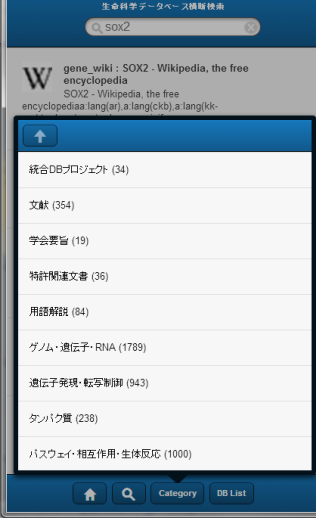 生命科学データベース横断検索
sox2
W gene_wiki : SOX2 - Wikipedia, the free
encyclopedia
SOX2 - Wikipedia, the free
encyclopediaa:lang(ar),a:lang(ckb),a:lang(kk-
統合DBプロジェクト (34)
文献 (354)
学会要旨 (19)
特許関連文書 (36)
用語解説 (84)
ゲノム・遺伝子・RNA (1789)
遺伝子発現・転写制御 (943)
タンパク質 (238)
パスウェイ・相互作用・生体反応 (1000)
Category DB List